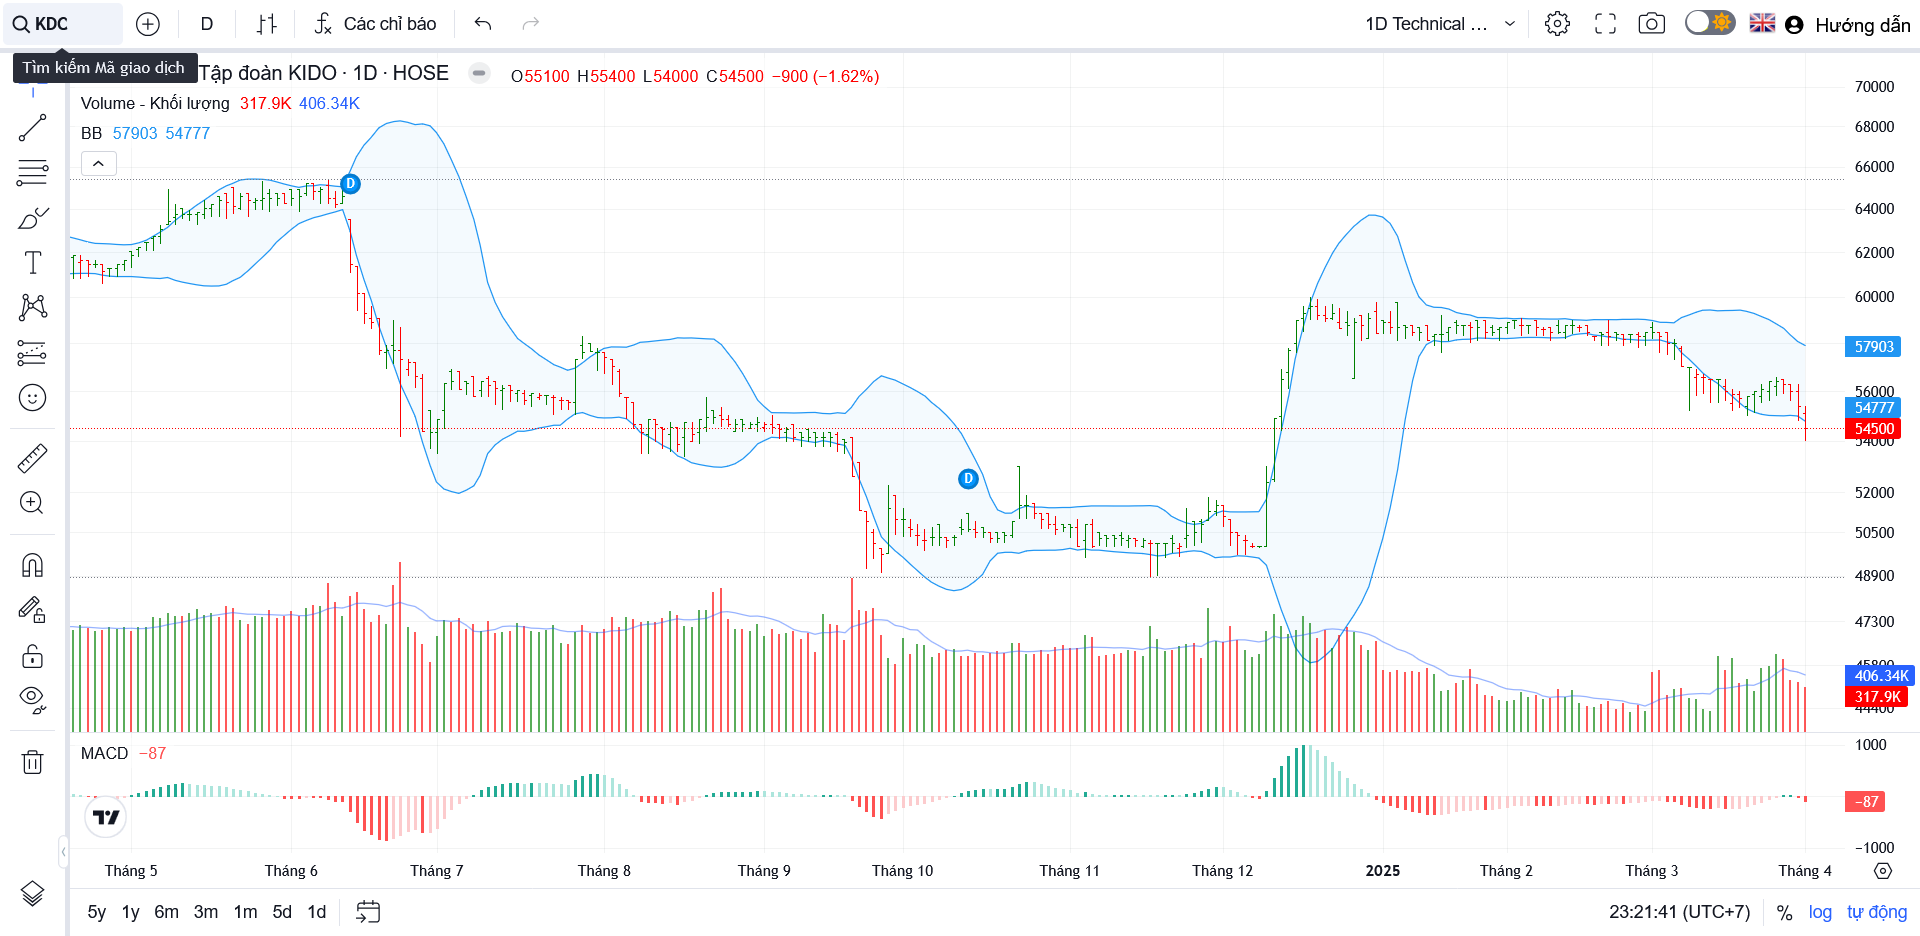 KDC
D
Các chỉ báo
1D Technical ...
Hướng dẫn
Tìm kiếm Mã giao dịch
Tập đoàn KIDO · 1D · HOSE
O55100 H55400 L54000 C54500 −900 (−1.62%)
Volume - Khối lượng 317.9K 406.34K
BB 57903 54777
D
D
70000
68000
66000
64000
62000
60000
57903
56000
54777
54500
54000
52000
50500
48900
47300
45800
406.34K
317.9K
44400
MACD −87
1000
−87
−1000
Tháng 5
Tháng 6
Tháng 7
Tháng 8
Tháng 9
Tháng 10
Tháng 11
Tháng 12
2025
Tháng 2
Tháng 3
Tháng 4
5y 1y 6m 3m 1m 5d 1d
23:21:41 (UTC+7)
%
log
tự động